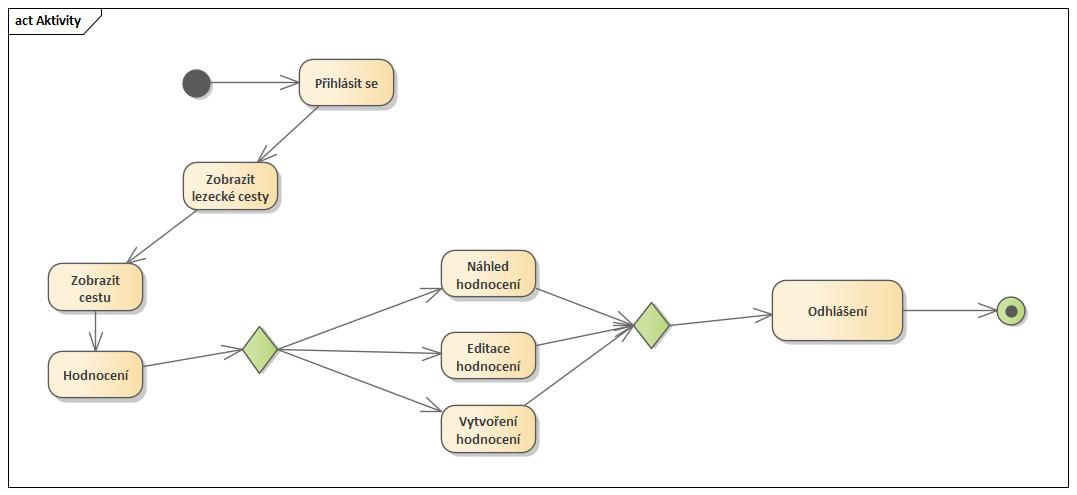 act Aktivity
Přihlásit se
Zobrazit
lezecké cesty
Zobrazit
cestu
Hodnocení
Náhled
hodnocení
Editace
hodnocení
Vytvoření
hodnocení
Odhlášení